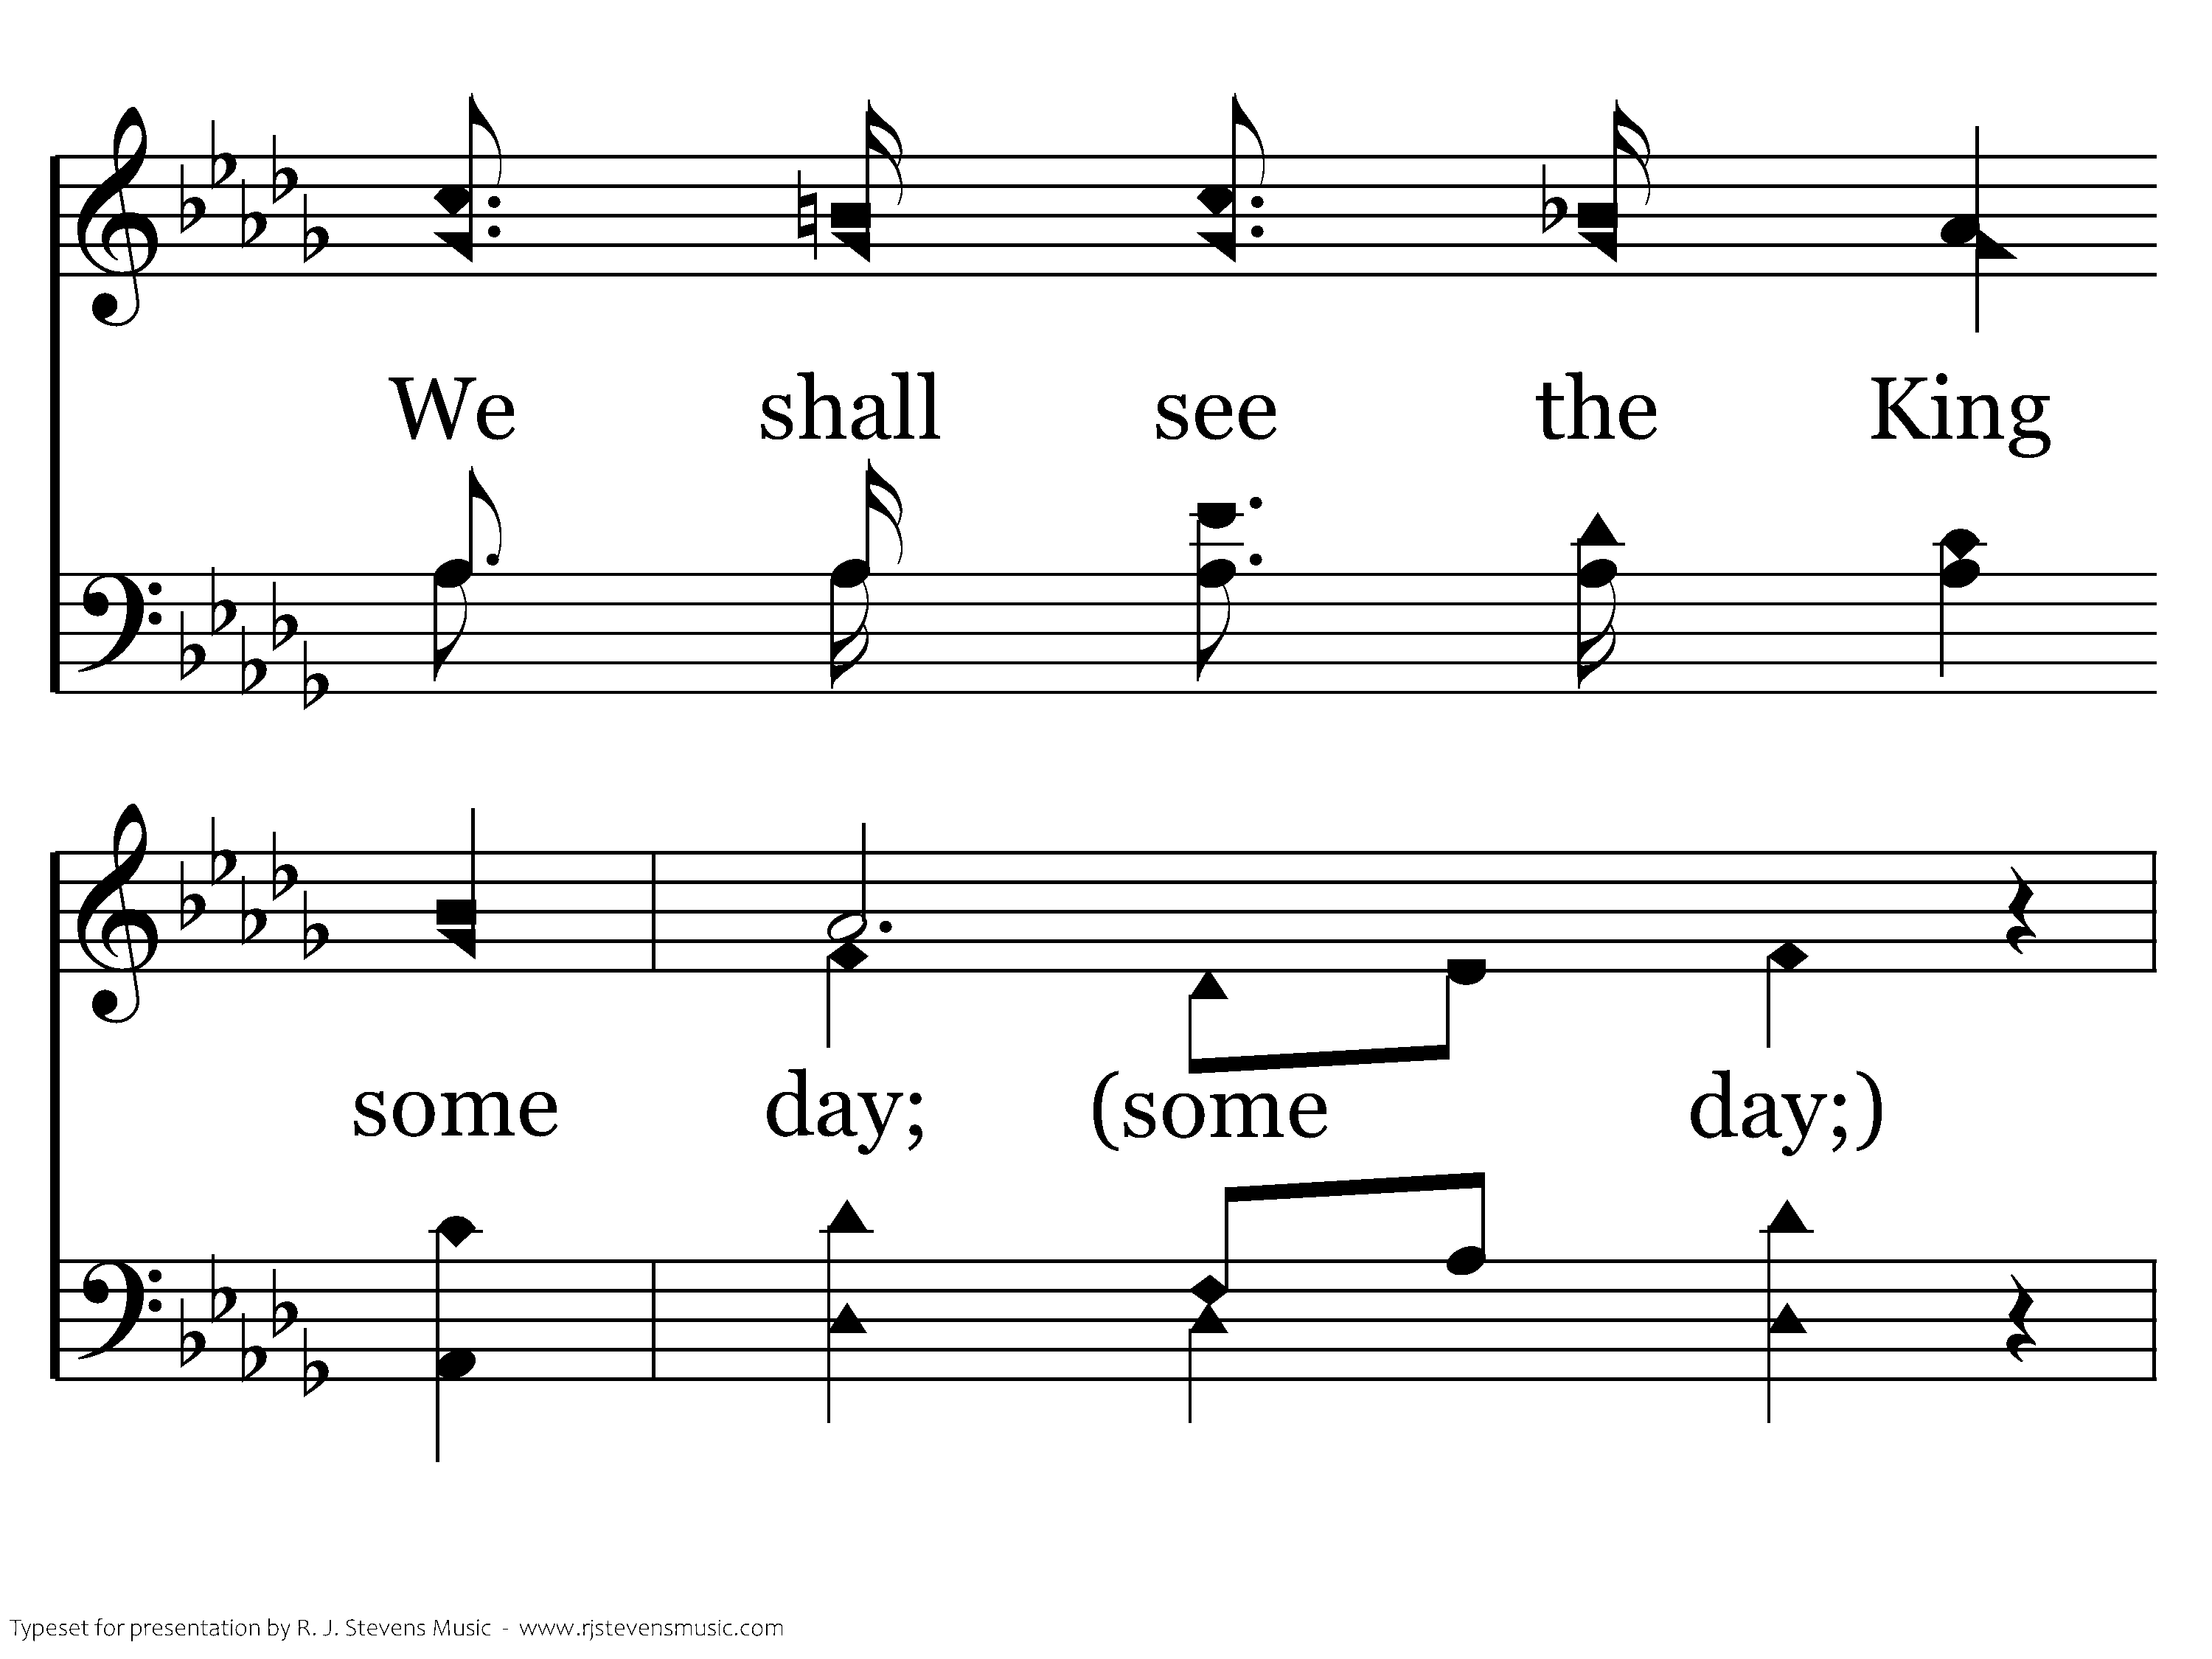 We shall see the King
some day; (some day;)
Typeset for presentation by R. J. Stevens Music - www.rjstevensmusic.com